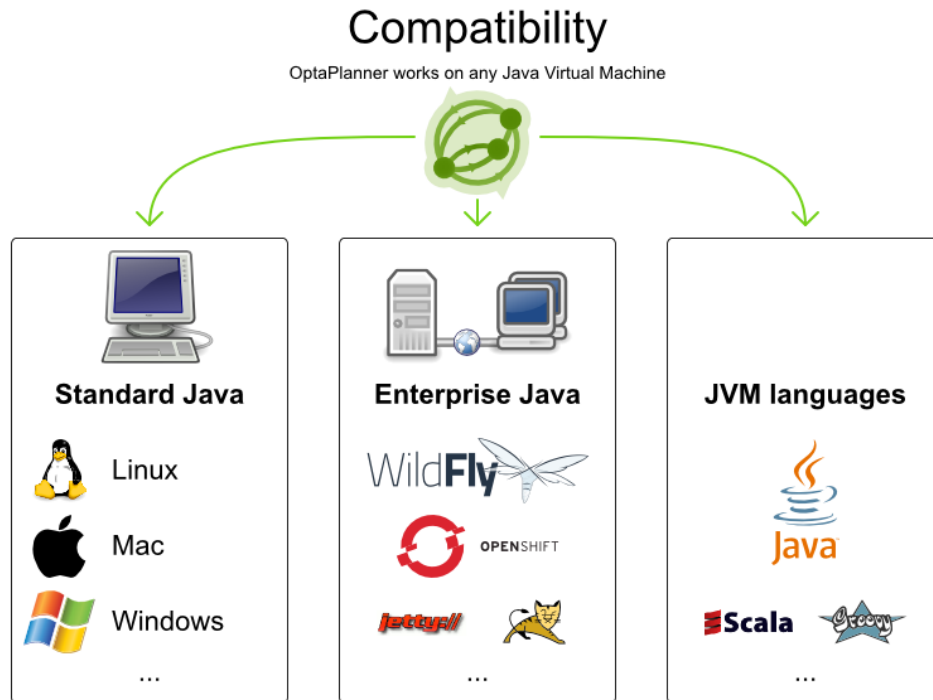 Compatibility
OptaPlanner works on any Java Virtual Machine
Standard Java
Linux
Mac
Windows
...
Enterprise Java
WildFly
OPENSHIFT
jetty://
...
JVM languages
Java
Scala
Groovy
...